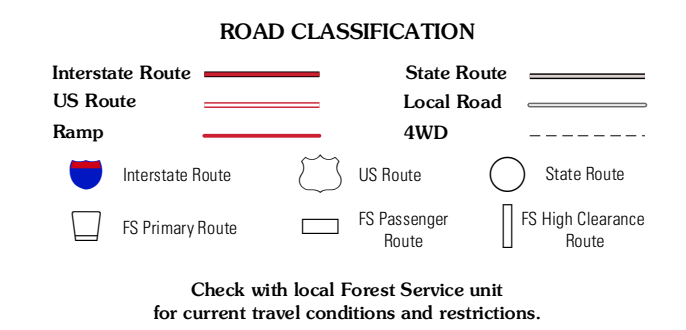 ROAD CLASSIFICATION
Interstate Route
State Route
US Route
Local Road
Ramp
4WD
Interstate Route
US Route
State Route
FS Primary Route
FS Passenger
Route
FS High Clearance
Route
Check with local Forest Service unit
for current travel conditions and restrictions.